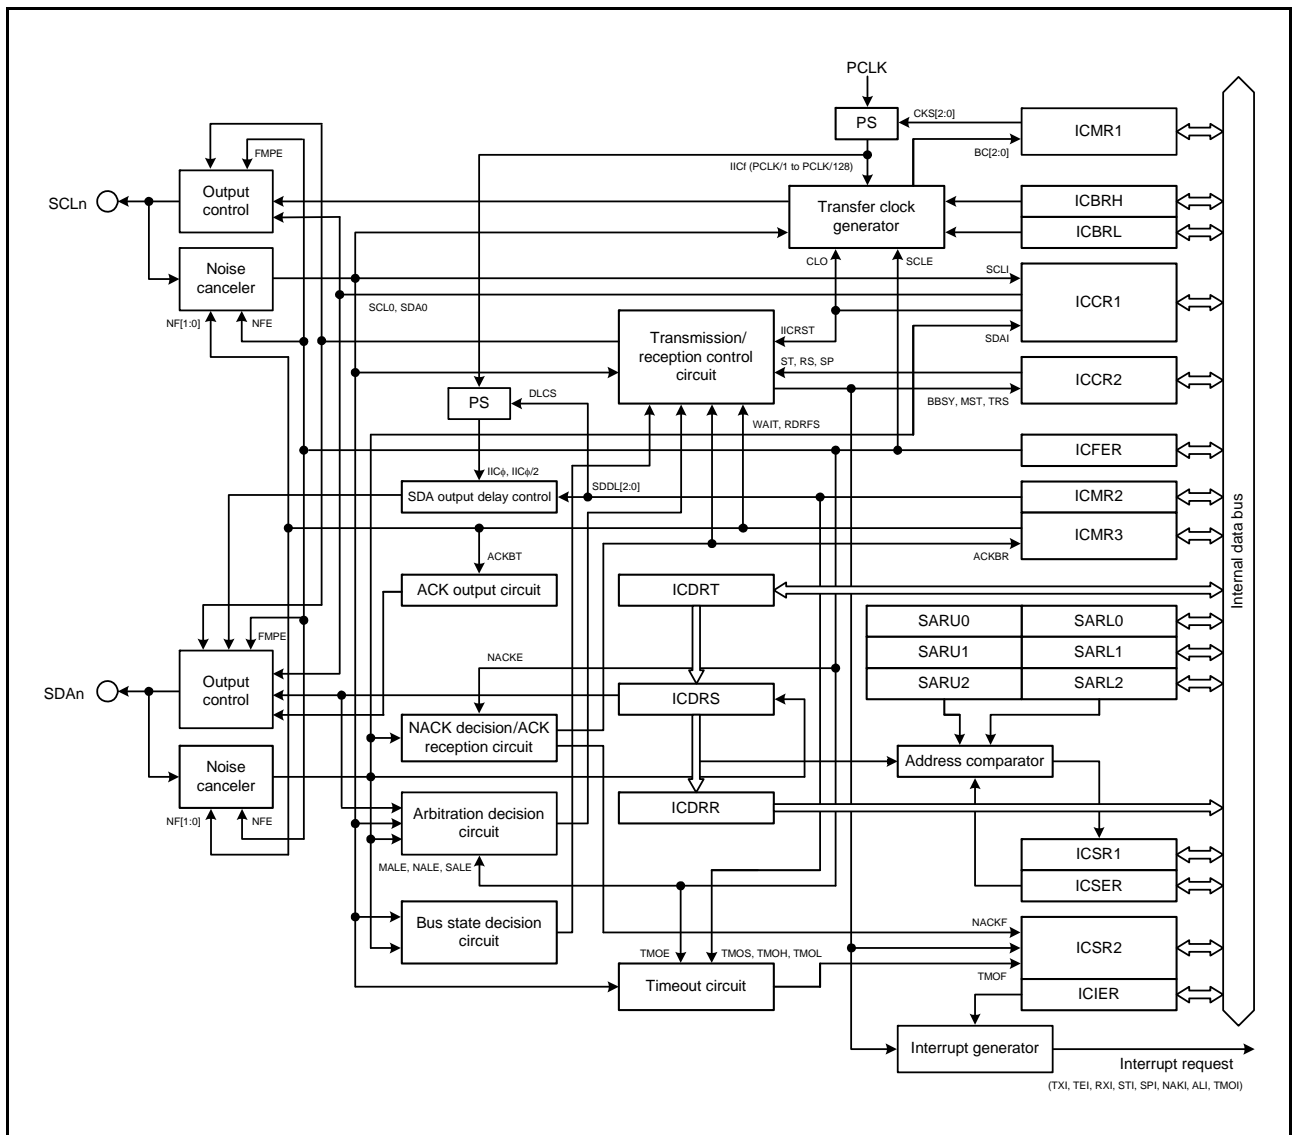 PCLK
PS
CKS[2:0]
ICMR1
BC[2:0]
FMPE
IICf (PCLK/1 to PCLK/128)
SCLn
Output
control
Transfer clock
generator
ICBRH
ICBRL
Noise
canceler
CLO
SCLE
SCLI
ICCR1
SCL0, SDA0
NF[1:0]
NFE
Transmission/
reception control
circuit
IICRST
SDAI
ST, RS, SP
ICCR2
BBSY, MST, TRS
PS
DLCS
WAIT, RDRFS
ICFER
IICϕ, IICϕ/2
SDDL[2:0]
SDA output delay control
ICMR2
ICMR3
ACKBT
ACKBR
ACK output circuit
ICDRT
Internal data bus
SARU0
SARL0
FMPE
SARU1
SARL1
NACKE
SARU2
SARL2
SDAn
Output
control
ICDRS
NACK decision/ACK
reception circuit
Noise
canceler
Address comparator
NF[1:0]
NFE
Arbitration decision
circuit
ICDRR
MALE, NALE, SALE
ICSR1
ICSER
Bus state decision
circuit
NACKF
ICSR2
TMOE
TMOS, TMOH, TMOL
TMOF
Timeout circuit
ICIER
Interrupt generator
Interrupt request
(TXI, TEI, RXI, STI, SPI, NAKI, ALI, TMOI)